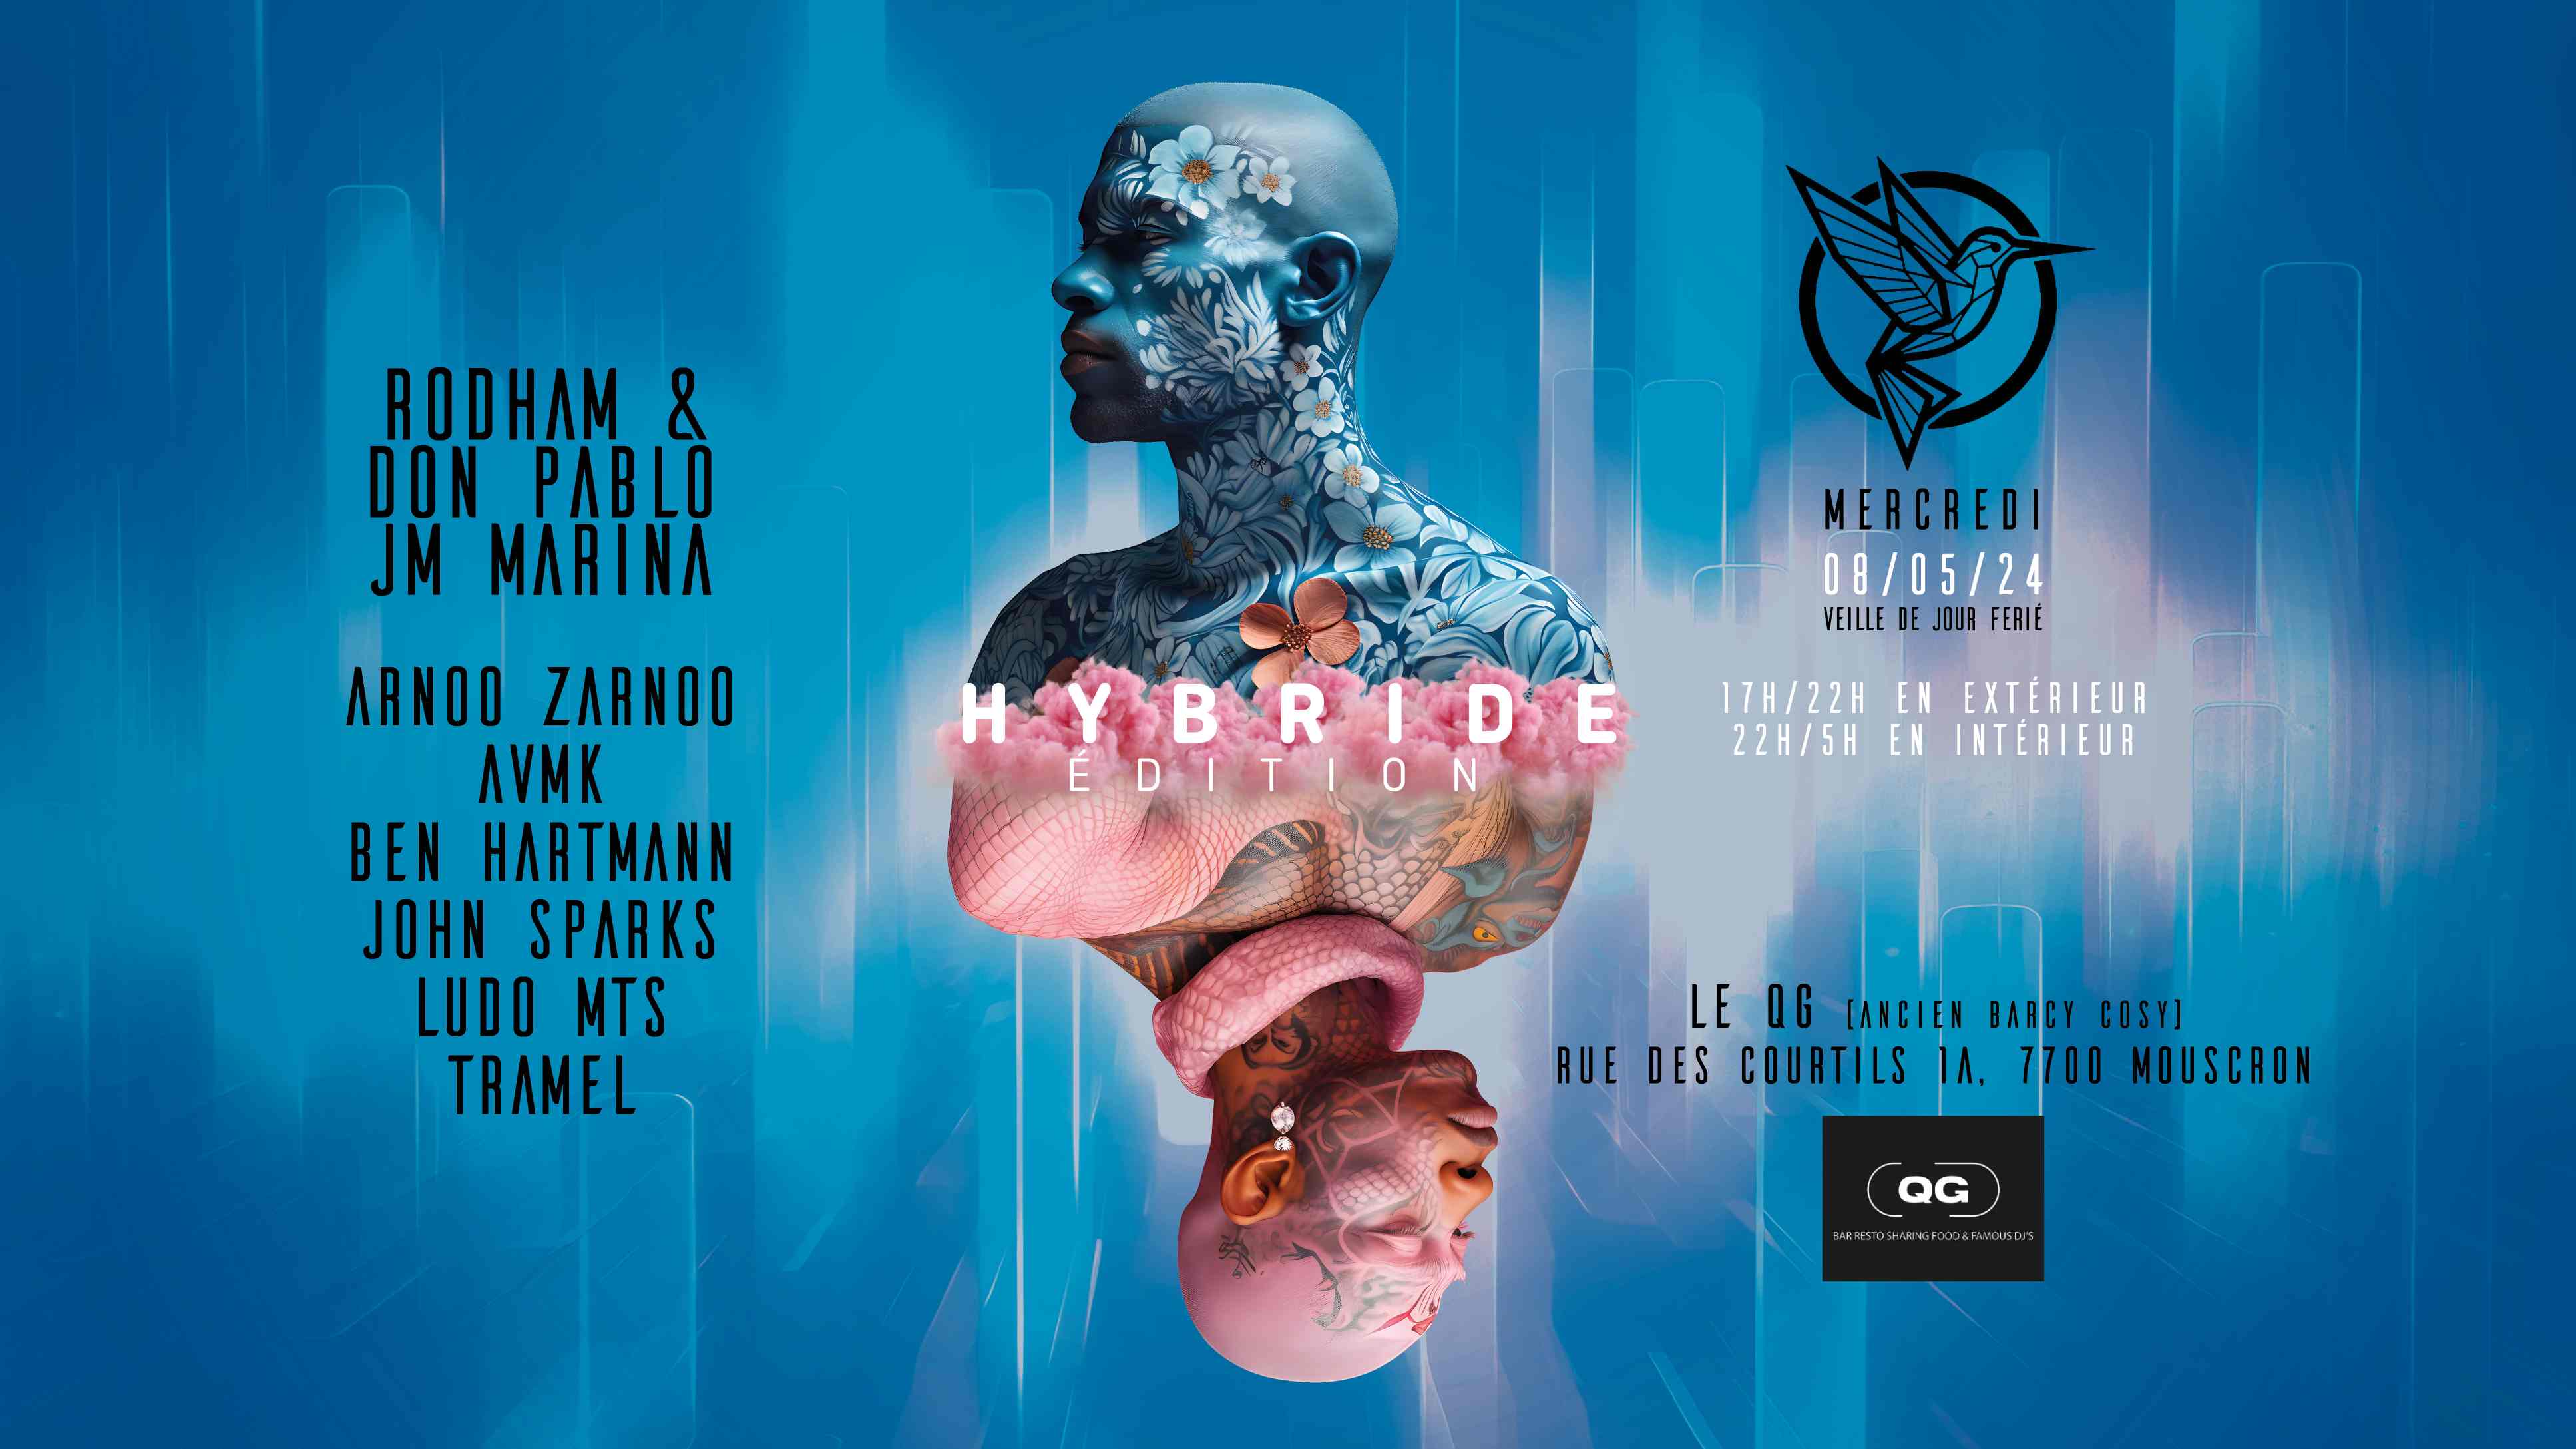 RODHAM &
DON PABLO
JM MARINA
ARNOO ZARNOO
AVMK
BEN HARTMANN
JOHN SPARKS
LUDO MTS
TRAMEL
HYBRIDE
ÉDITION
MERCREDI
08/05/24
VEILLE DE JOUR FERIÉ
17H/22H EN EXTÉRIEUR
22H/5H EN INTÉRIEUR
LE QG [ANCIEN BARCY COSY]
RUE DES COURTILS 1A, 7700 MOUSCRON
QG
BAR RESTO SHARING FOOD & FAMOUS DJ'S